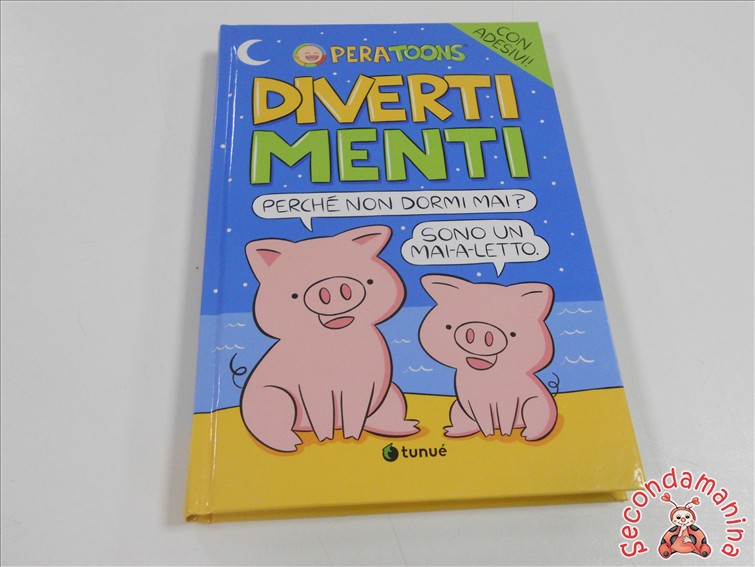 PERATOONS
CON
ADESIVI!
DIVERTI
MENTI
PERCHÉ NON DORMI MAI?
SONO UN
MAI-A-LETTO.
tunué
Secondamanina